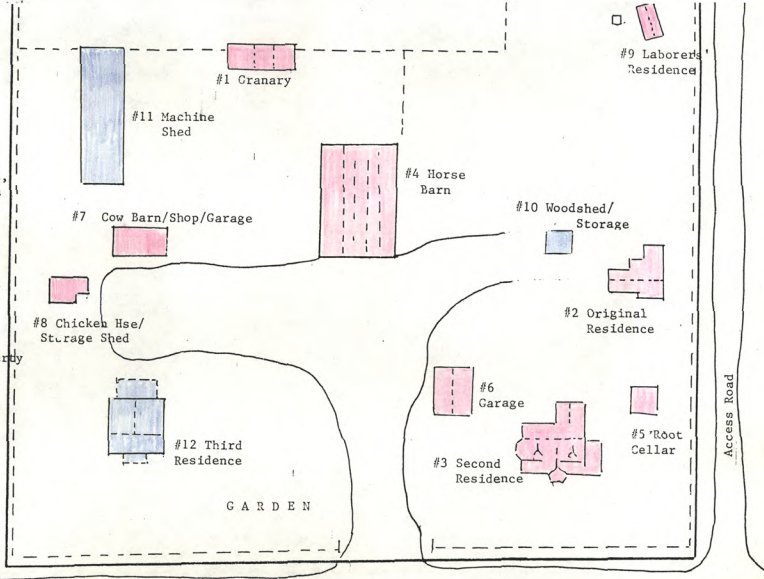 #9 Laborers'
Residence
#1 Granary
#11 Machine
Shed
#4 Horse
Barn
#7 Cow Barn/Shop/Garage
#10 Woodshed/
Storage
#2 Original
Residence
#8 Chicken Hse/
Storage Shed
rty
#6
Garage
#5 Root
Cellar
Access Road
#12 Third
Residence
#3 Second
Residence
GARDEN